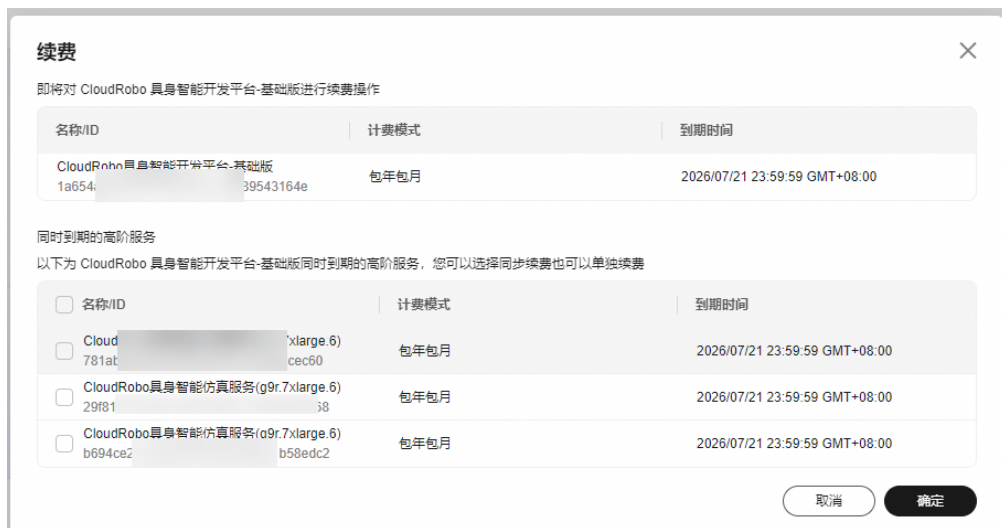 续费
即将对 CloudRobo 具身智能开发平台-基础版进行续费操作
名称/ID 计费模式 到期时间
CloudRobo具身智能开发平台-基础版
1a654 39543164e 包年包月 2026/07/21 23:59:59 GMT+08:00
同时到期的高阶服务
以下为 CloudRobo 具身智能开发平台-基础版同时到期的高阶服务，您可以选择同步续费也可以单独续费
名称/ID 计费模式 到期时间
Cloud xlarge.6)
781ab cec60 包年包月 2026/07/21 23:59:59 GMT+08:00
CloudRobo具身智能仿真服务(g9r.7xlarge.6)
29f81 68 包年包月 2026/07/21 23:59:59 GMT+08:00
CloudRobo具身智能仿真服务(g9r.7xlarge.6)
b694ce2 b58edc2 包年包月 2026/07/21 23:59:59 GMT+08:00
取消 确定